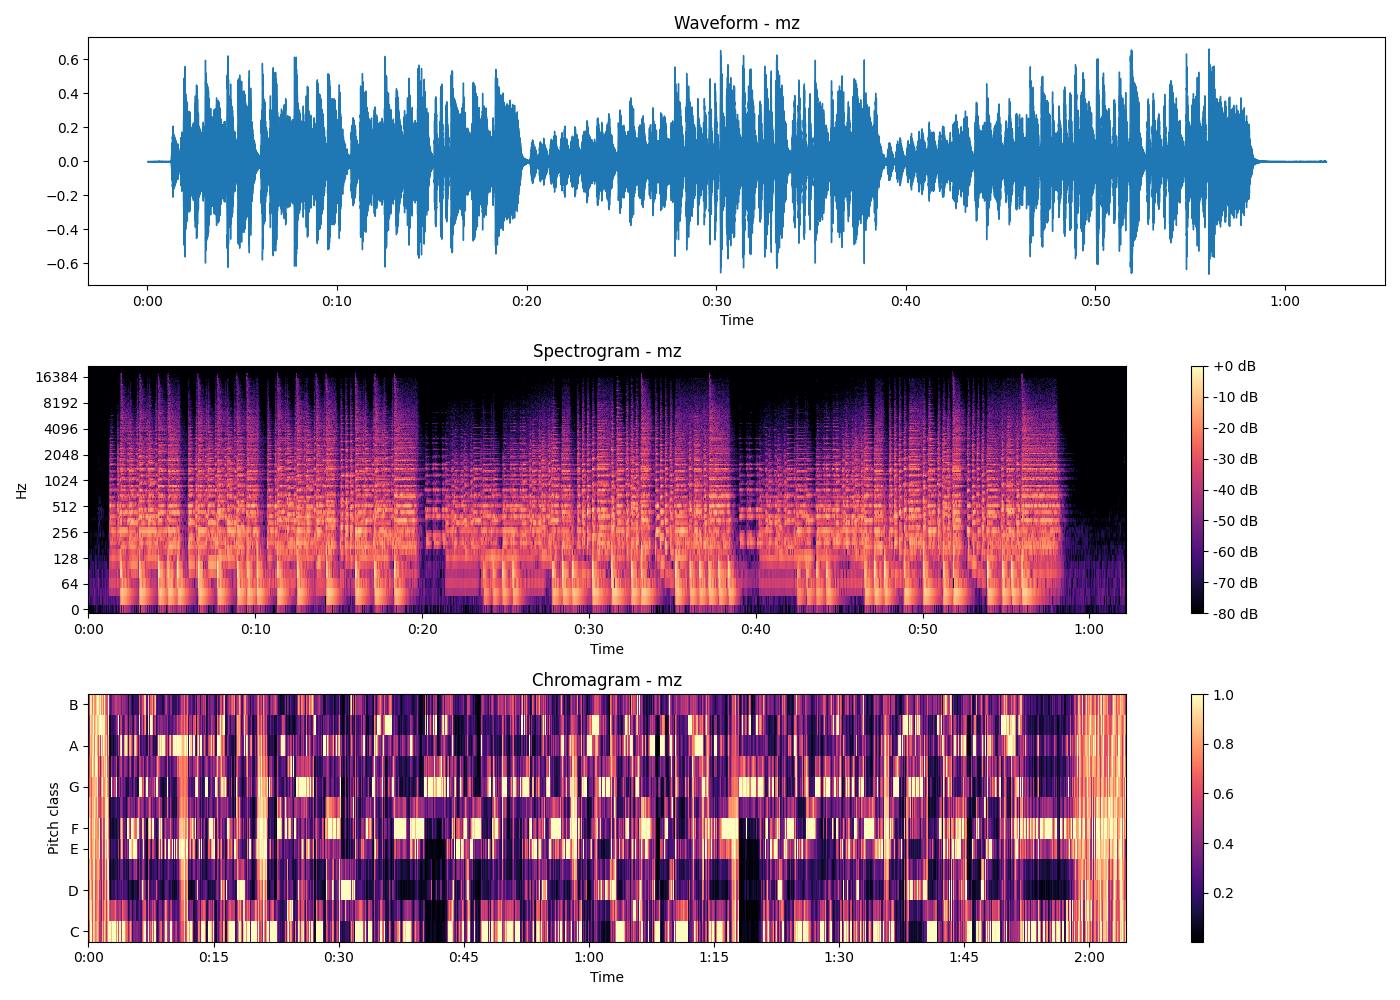 Waveform - mz
0.6
0.4
0.2
0.0
−0.2
−0.4
−0.6
0:00 0:10 0:20 0:30 0:40 0:50 1:00
Time
Spectrogram - mz
Hz
16384
8192
4096
2048
1024
512
256
128
64
0
0:00 0:10 0:20 0:30 0:40 0:50 1:00
Time
+0 dB
-10 dB
-20 dB
-30 dB
-40 dB
-50 dB
-60 dB
-70 dB
-80 dB
Chromagram - mz
Pitch class
B
A
G
F
E
D
C
0:00 0:15 0:30 0:45 1:00 1:15 1:30 1:45 2:00
Time
1.0
0.8
0.6
0.4
0.2